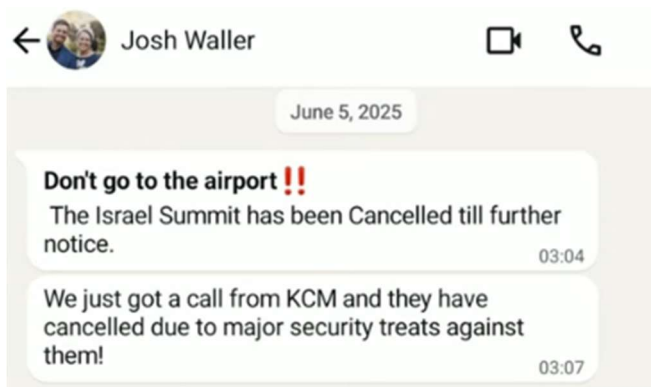 Josh Waller
June 5, 2025
Don't go to the airport‼️
The Israel Summit has been Cancelled till further
notice.
03:04
We just got a call from KCM and they have
cancelled due to major security treats against
them!
03:07